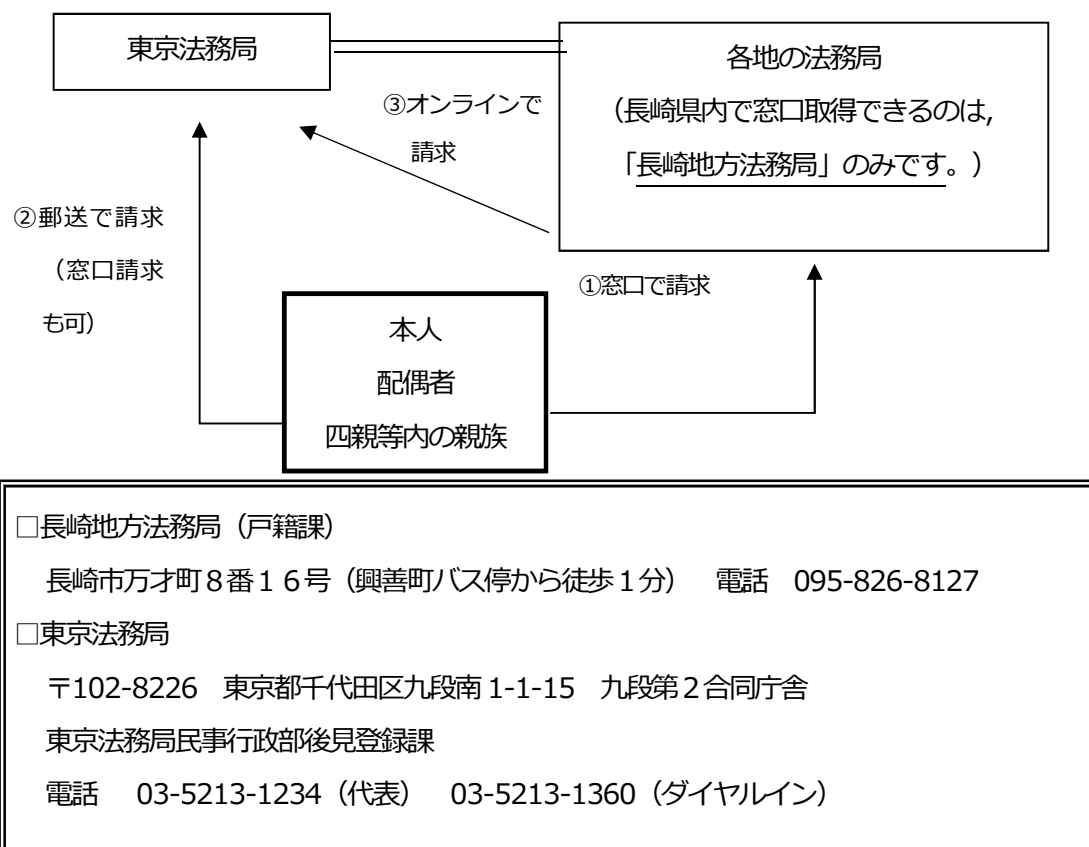 東京法務局
各地の法務局
（長崎県内で窓口取得できるのは，
「長崎地方法務局」のみです。）
③オンラインで
請求
②郵送で請求
（窓口請求
も可）
①窓口で請求
本人
配偶者
四親等内の親族
□長崎地方法務局（戸籍課）
長崎市万才町８番１６号（興善町バス停から徒歩１分）　電話　095-826-8127
□東京法務局
〒102-8226　東京都千代田区九段南 1-1-15　九段第２合同庁舎
東京法務局民事行政部後見登録課
電話　03-5213-1234（代表）　03-5213-1360（ダイヤルイン）